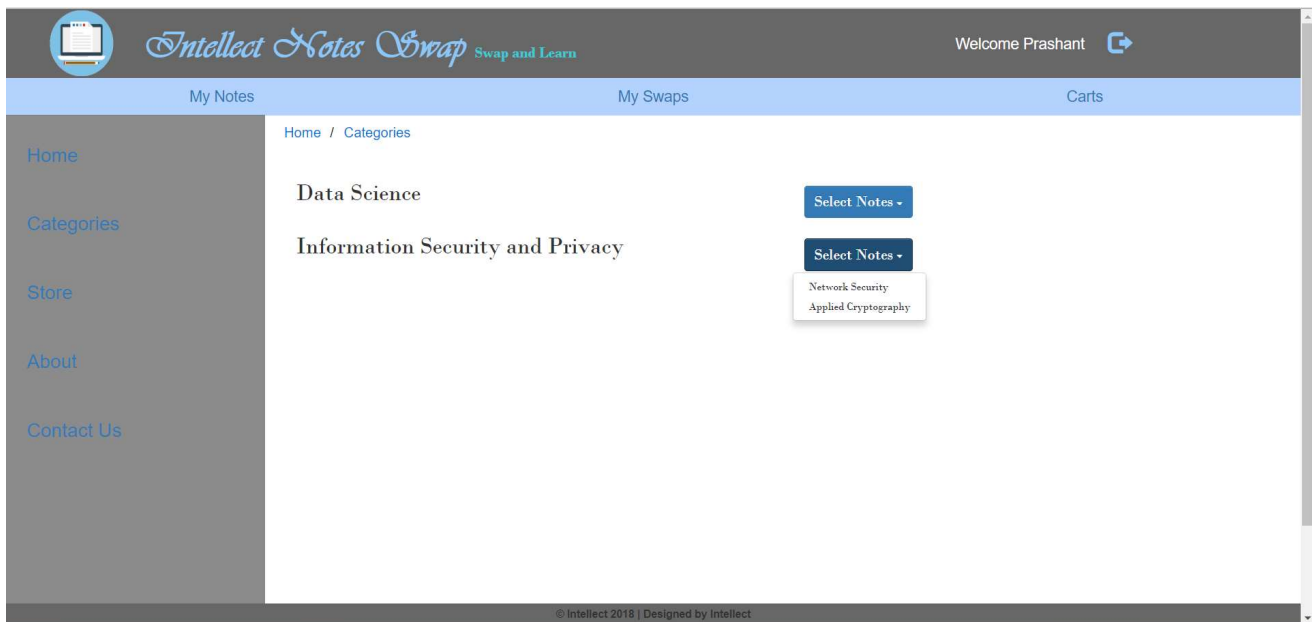 Intellect Notes Swap Swap and Learn
Welcome Prashant
My Notes My Swaps Carts
Home / Categories
Home
Categories
Store
About
Contact Us
Data Science Select Notes
Information Security and Privacy Select Notes
Network Security
Applied Cryptography
© Intellect 2018 | Designed by Intellect